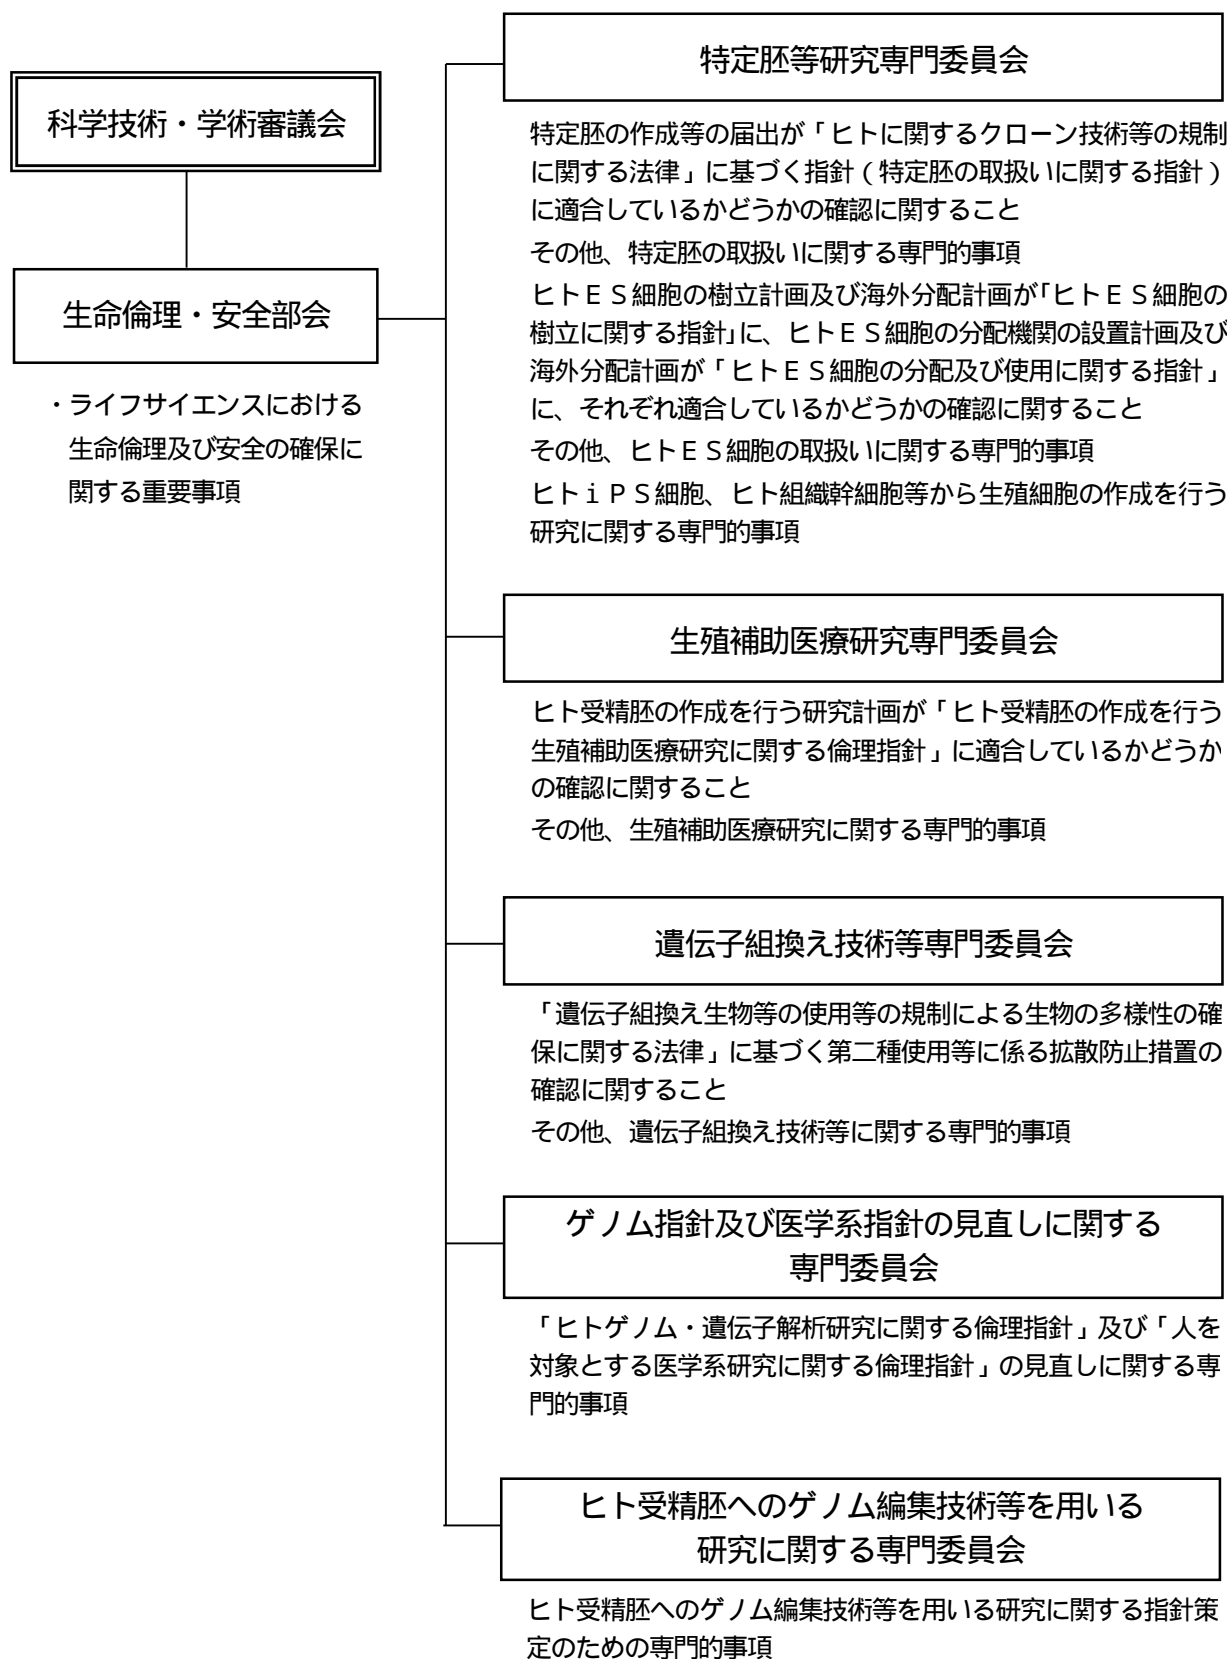 科学技術・学術審議会
生命倫理・安全部会
・ライフサイエンスにおける
生命倫理及び安全の確保に
関する重要事項
特定胚等研究専門委員会
特定胚の作成等の届出が「ヒトに関するクローン技術等の規制
に関する法律」に基づく指針(特定胚の取扱いに関する指針)
に適合しているかどうかの確認に関すること
その他、特定胚の取扱いに関する専門的事項
ヒトES細胞の樹立計画及び海外分配計画が「ヒトES細胞の
樹立に関する指針」に、ヒトES細胞の分配機関の設置計画及び
海外分配計画が「ヒトES細胞の分配及び使用に関する指針」
に、それぞれ適合しているかどうかの確認に関すること
その他、ヒトES細胞の取扱いに関する専門的事項
ヒトiPS細胞、ヒト組織幹細胞等から生殖細胞の作成を行う
研究に関する専門的事項
生殖補助医療研究専門委員会
ヒト受精胚の作成を行う研究計画が「ヒト受精胚の作成を行う
生殖補助医療研究に関する倫理指針」に適合しているかどうか
の確認に関すること
その他、生殖補助医療研究に関する専門的事項
遺伝子組換え技術等専門委員会
「遺伝子組換え生物等の使用等の規制による生物の多様性の確
保に関する法律」に基づく第二種使用等に係る拡散防止措置の
確認に関すること
その他、遺伝子組換え技術等に関する専門的事項
ゲノム指針及び医学系指針の見直しに関する
専門委員会
「ヒトゲノム・遺伝子解析研究に関する倫理指針」及び「人を
対象とする医学系研究に関する倫理指針」の見直しに関する専
門的事項
ヒト受精胚へのゲノム編集技術等を用いる
研究に関する専門委員会
ヒト受精胚へのゲノム編集技術等を用いる研究に関する指針策
定のための専門的事項